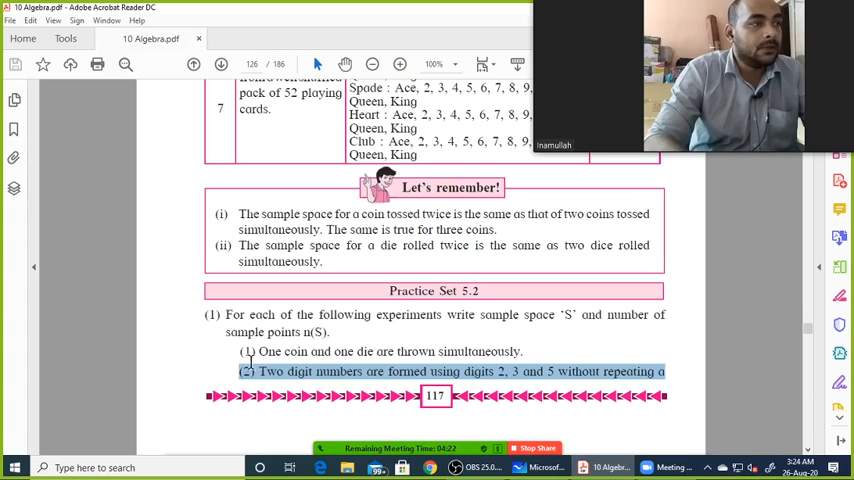 10 Algebra.pdf - Adobe Acrobat Reader DC
File Edit View Sign Window Help
Home Tools 10 Algebra.pdf ×
126 / 186 100%
pack of 52 playing
7 cards.
Spade : Ace, 2, 3, 4, 5, 6, 7, 8, 9,
Queen, King
Heart : Ace, 2, 3, 4, 5, 6, 7, 8, 9,
Queen, King
Club : Ace, 2, 3, 4, 5, 6, 7, 8, 9,
Queen, King
Inamullah
Let's remember!
(i) The sample space for a coin tossed twice is the same as that of two coins tossed
simultaneously. The same is true for three coins.
(ii) The sample space for a die rolled twice is the same as two dice rolled
simultaneously.
Practice Set 5.2
(1) For each of the following experiments write sample space 'S' and number of
sample points n(S).
(1) One coin and one die are thrown simultaneously.
(2) Two digit numbers are formed using digits 2, 3 and 5 without repeating a
117
Remaining Meeting Time: 04:22 Stop Share
Type here to search
99+
OBS 25.0...
Microsof...
10 Algebra...
Meeting ...
3:24 AM
26-Aug-20